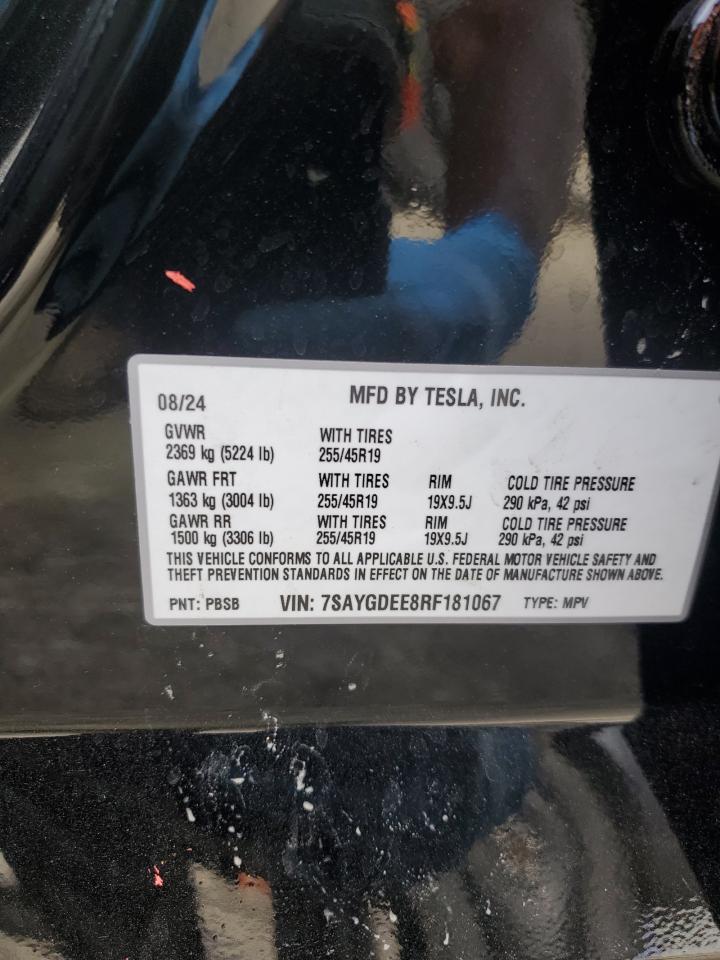 08/24 MFD BY TESLA, INC.
GVWR WITH TIRES
2369 kg (5224 lb) 255/45R19
GAWR FRT WITH TIRES RIM COLD TIRE PRESSURE
1363 kg (3004 lb) 255/45R19 19X9.5J 290 kPa, 42 psi
GAWR RR WITH TIRES RIM COLD TIRE PRESSURE
1500 kg (3306 lb) 255/45R19 19X9.5J 290 kPa, 42 psi
THIS VEHICLE CONFORMS TO ALL APPLICABLE U.S. FEDERAL MOTOR VEHICLE SAFETY AND
THEFT PREVENTION STANDARDS IN EFFECT ON THE DATE OF MANUFACTURE SHOWN ABOVE.
PNT: PBSB VIN: 7SAYGDEE8RF181067 TYPE: MPV